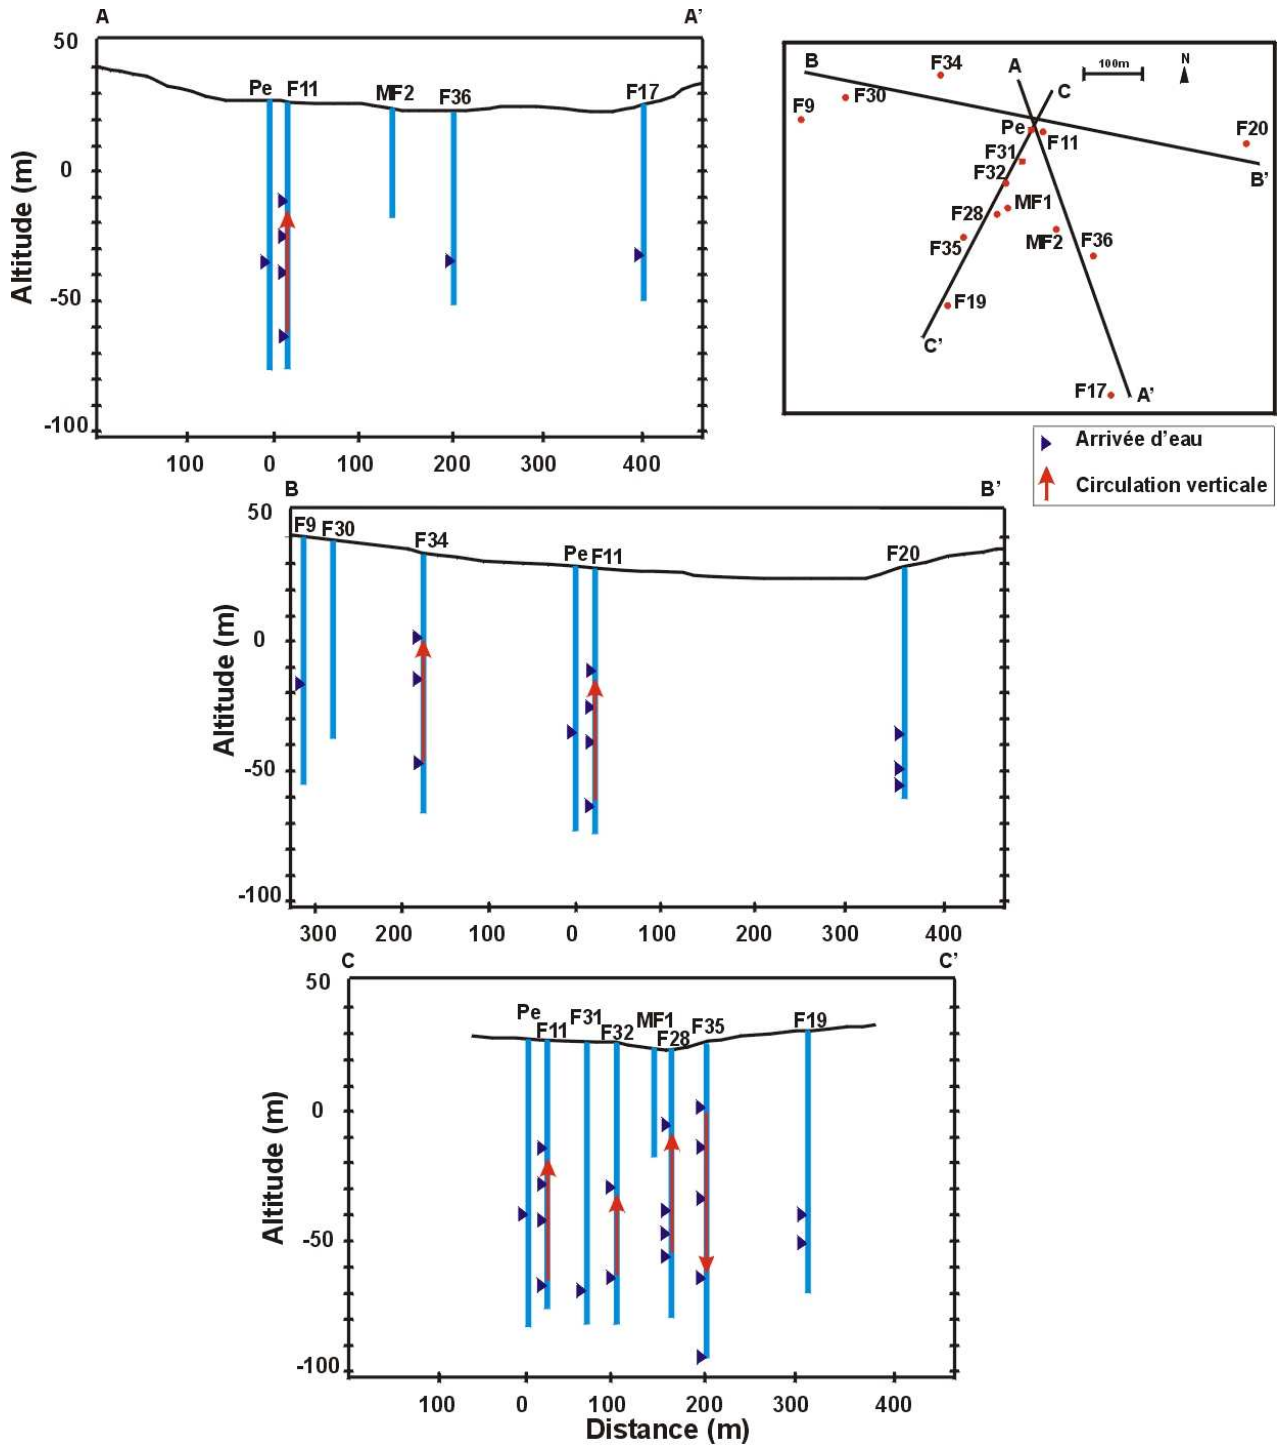 A A'
50
Pe F11 MF2 F36 F17
0
-50
-100
Altitude (m)
100 0 100 200 300 400
B F34 A C N
100m
F9 F30
Pe F11 F20
F31 B'
F32
F28 MF1
F35 MF2 F36
F19
C'
F17 A'
Arrivée d'eau
Circulation verticale
B B'
50
F9 F30 F34 Pe F11 F20
0
-50
-100
Altitude (m)
300 200 100 0 100 200 300 400
C C'
50
Pe F11 F31 F32 MF1 F28 F35 F19
0
-50
-100
Altitude (m)
100 0 100 200 300 400
Distance (m)